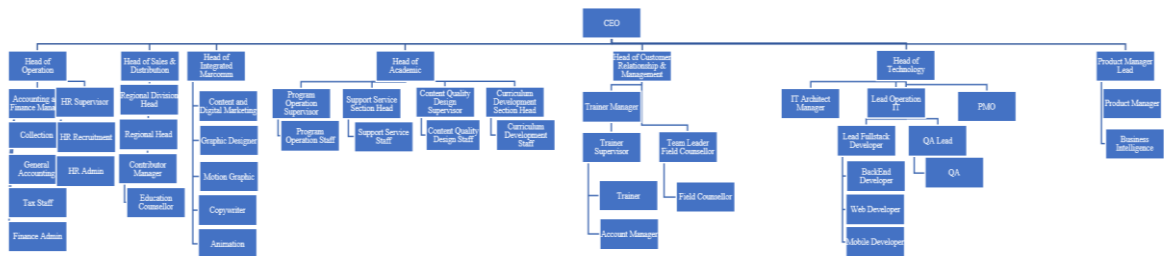 CEO
Head of
Operation
Head of Sales &
Distribution
Head of
Integrated
Marcomm
Head of
Academic
Head of Customer
Relationship &
Management
Head of
Technology
Product Manager
Lead
Accounting a
Finance Mana
HR Supervisor
Regional Division
Head
Content and
Digital Marketing
Program
Operation
Supervisor
Support Service
Section Head
Content Quality
Design
Supervisor
Curriculum
Development
Section Head
Trainer Manager
IT Architect
Manager
Lead Operation
IT
PMO
Product Manager
Collection
HR Recruitment
Regional Head
Graphic Designer
Program
Operation Staff
Support Service
Staff
Content Quality
Design Staff
Curriculum
Development
Staff
Trainer
Supervisor
Team Leader
Field Counsellor
Lead Fullstack
Developer
QA Lead
Business
Intelligence
General
Accounting
HR Admin
Contributor
Manager
Motion Graphic
BackEnd
Developer
QA
Tax Staff
Education
Counsellor
Copywriter
Trainer
Field Counsellor
Web Developer
Finance Admin
Animation
Account Manager
Mobile Developer